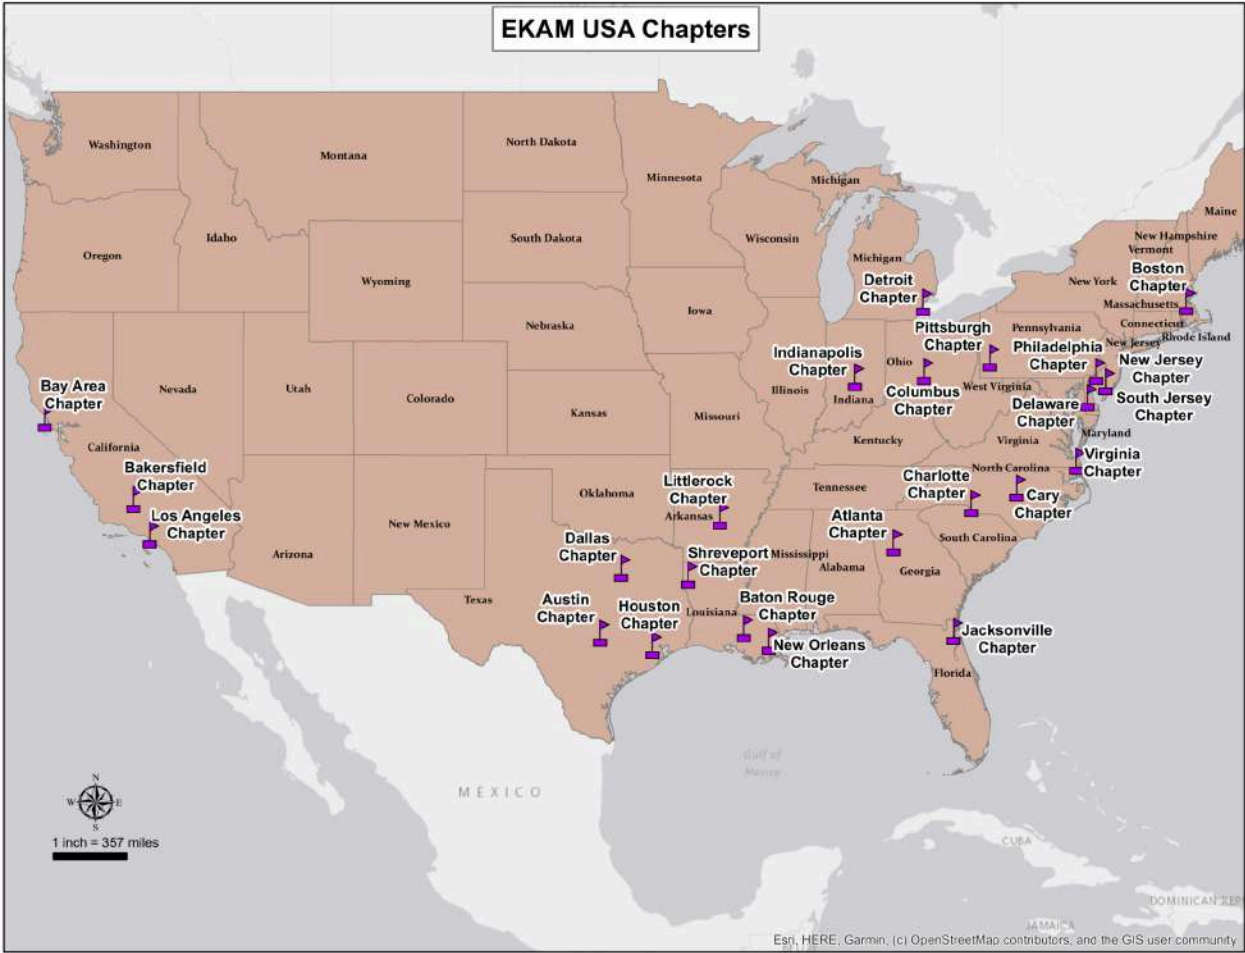 EKAM USA Chapters
Washington
Montana
North Dakota
Minnesota
Michigan
Maine
Oregon
Idaho
South Dakota
Wisconsin
New Hampshire
Vermont
Wyoming
Michigan
New York
Boston
Chapter
Detroit
Chapter
Massachusetts
Iowa
Nebraska
Connecticut
Rhode Island
Pittsburgh
Chapter
Pennsylvania
New Jersey
Philadelphia
Chapter
New Jersey
Chapter
Indianapolis
Chapter
Ohio
Bay Area
Chapter
Nevada
Utah
Colorado
Kansas
Missouri
Illinois
Indiana
Columbus
Chapter
West Virginia
Delaware
Chapter
South Jersey
Chapter
California
Kentucky
Virginia
Maryland
Virginia
Chapter
Bakersfield
Chapter
Littlerock
Chapter
Tennessee
Charlotte
Chapter
North Carolina
Cary
Chapter
Oklahoma
Arkansas
Los Angeles
Chapter
Arizona
New Mexico
Dallas
Chapter
Shreveport
Chapter
Mississippi
Alabama
Atlanta
Chapter
Georgia
South Carolina
Texas
Austin
Chapter
Houston
Chapter
Louisiana
Baton Rouge
Chapter
New Orleans
Chapter
Jacksonville
Chapter
Florida
Gulf of
Mexico
MEXICO
N
W
E
S
1 inch = 357 miles
CUBA
JAMAICA
DOMINICAN REP
Esri, HERE, Garmin, (c) OpenStreetMap contributors, and the GIS user community